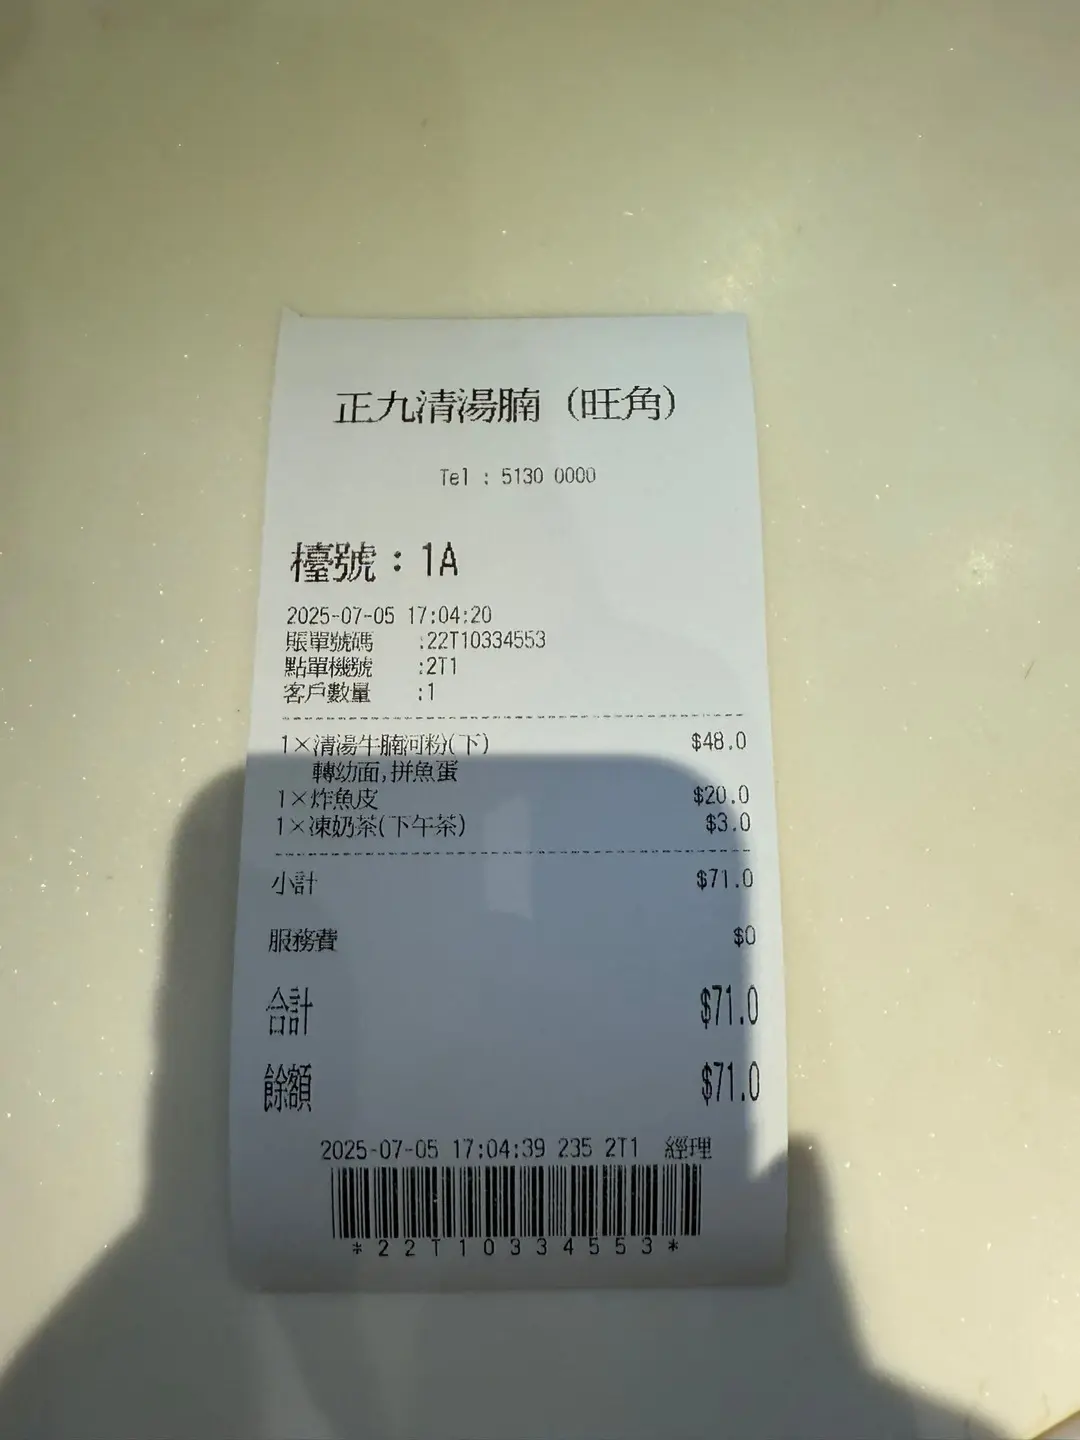 正九清湯腩（旺角）
Tel : 5130 0000
檯號：1A
2025-07-05 17:04:20
賬單號碼 :22T10334553
點單機號 :2T1
客戶數量 :1
1×清湯牛腩河粉(下) $48.0
轉幼面,拼魚蛋
1×炸魚皮 $20.0
1×凍奶茶(下午茶) $3.0
小計 $71.0
服務費 $0
合計 $71.0
餘額 $71.0
2025-07-05 17:04:39 235 2T1 經理
*22T10334553*